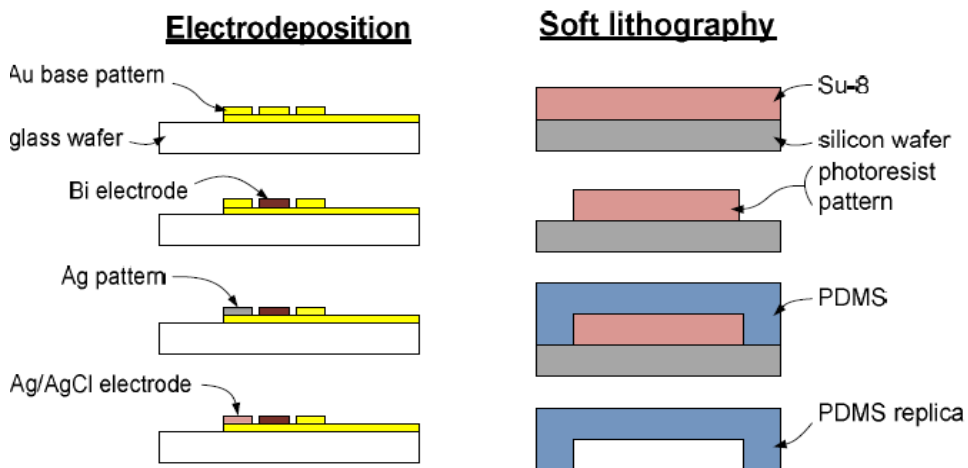 Electrodeposition
Au base pattern
glass wafer
Bi electrode
Ag pattern
Ag/AgCl electrode
Soft lithography
Su-8
silicon wafer
photoresist
pattern
PDMS
PDMS replica